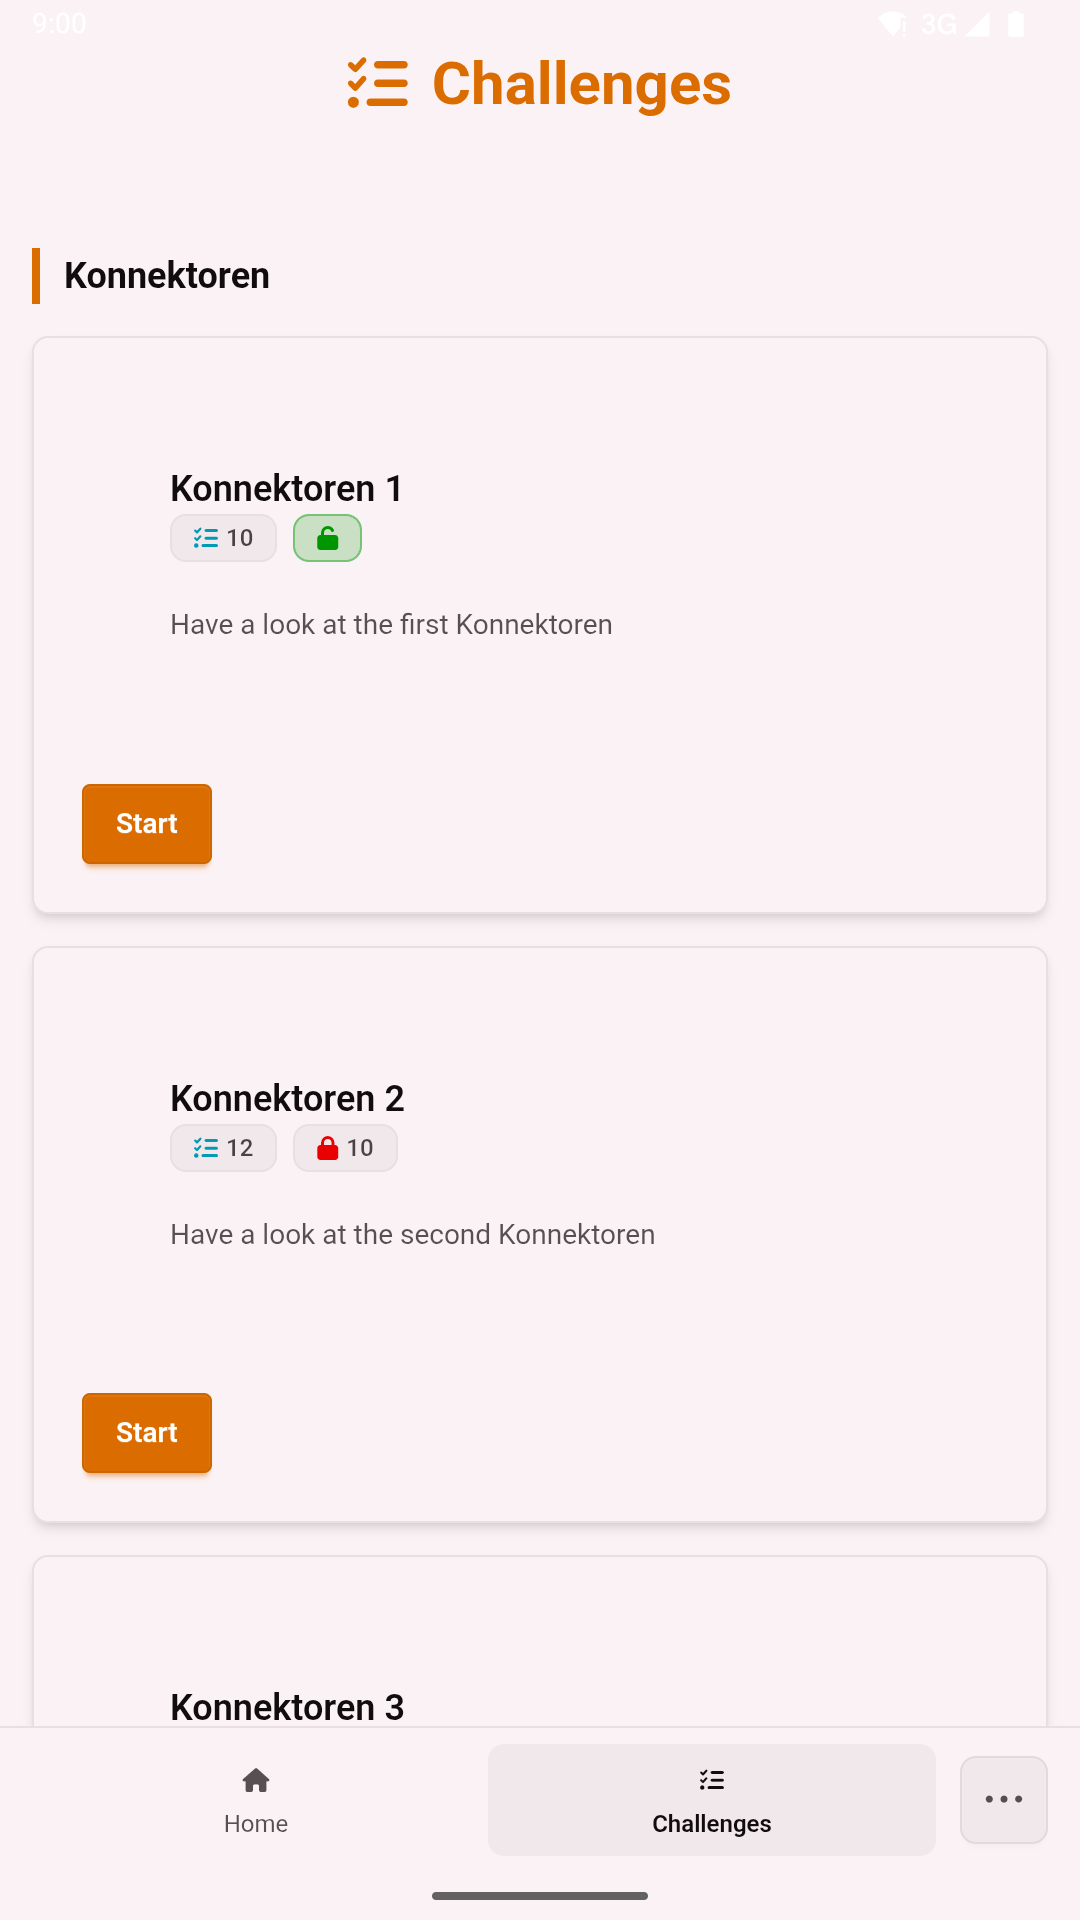 9:00
3G
Challenges
Konnektoren
Konnektoren 1
10
Have a look at the first Konnektoren
Start
Konnektoren 2
12 10
Have a look at the second Konnektoren
Start
Konnektoren 3
Home
Challenges